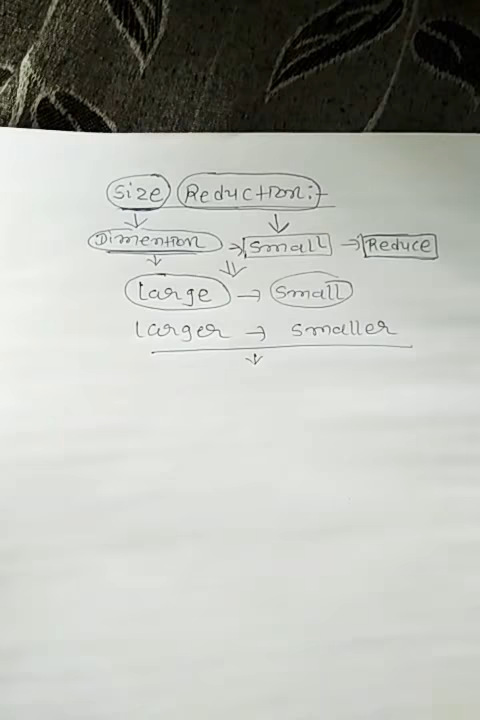 Size Reduction:-
Dimention → Small → Reduce
Large → Small
Larger → Smaller